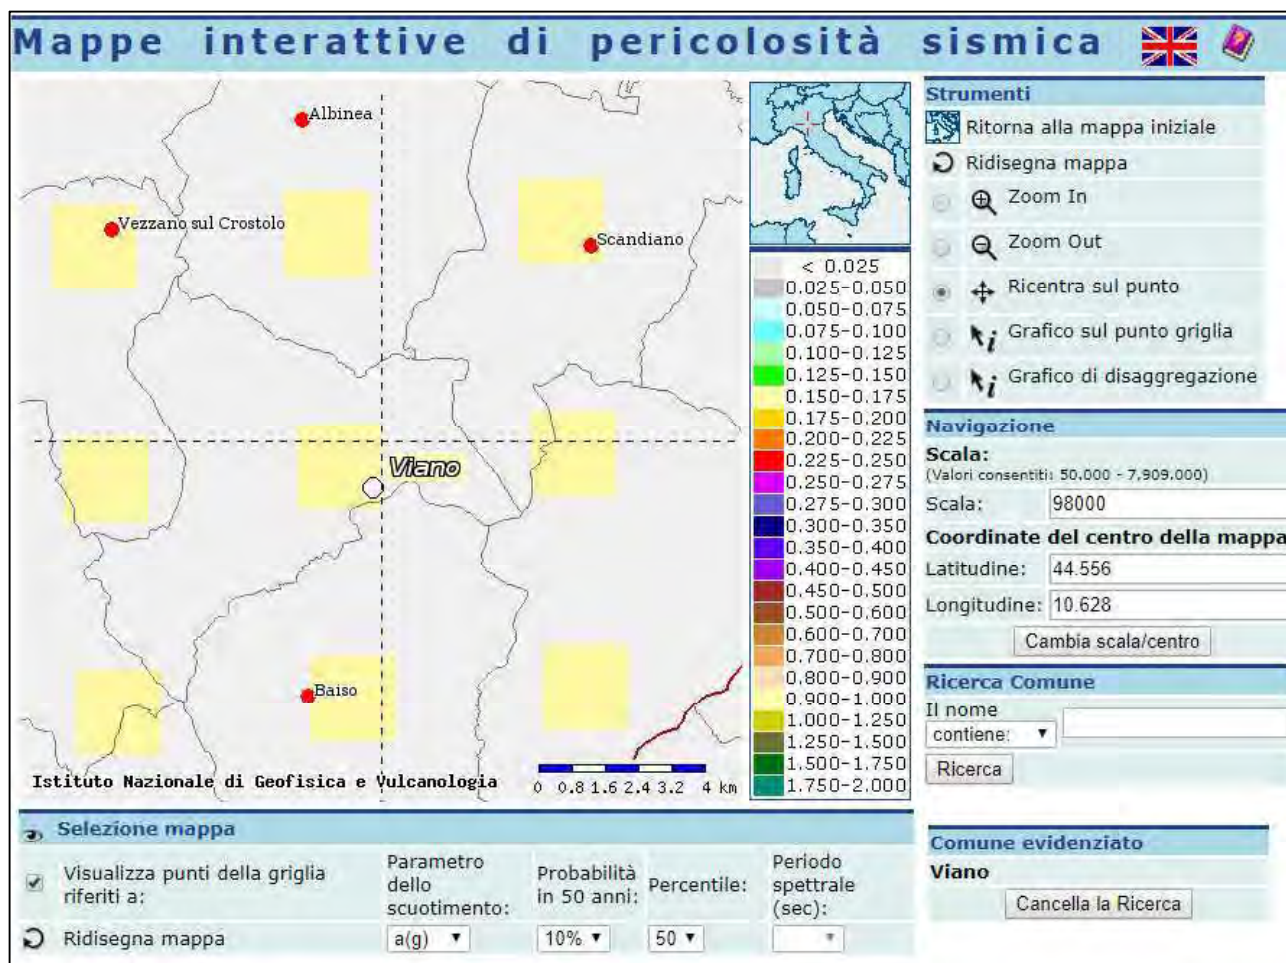 Mappe interattive di pericolosità sismica
Albinea
Vezzano sul Crostolo
Scandiano
Viano
Baiso
Istituto Nazionale di Geofisica e Vulcanologia
0 0.8 1.6 2.4 3.2 4 km
< 0.025
0.025-0.050
0.050-0.075
0.075-0.100
0.100-0.125
0.125-0.150
0.150-0.175
0.175-0.200
0.200-0.225
0.225-0.250
0.250-0.275
0.275-0.300
0.300-0.350
0.350-0.400
0.400-0.450
0.450-0.500
0.500-0.600
0.600-0.700
0.700-0.800
0.800-0.900
0.900-1.000
1.000-1.250
1.250-1.500
1.500-1.750
1.750-2.000
Strumenti
Ritorna alla mappa iniziale
Ridisegna mappa
Zoom In
Zoom Out
Ricentra sul punto
Grafico sul punto griglia
Grafico di disaggregazione
Navigazione
Scala:
(Valori consentiti: 50.000 - 7,909.000)
Scala: 98000
Coordinate del centro della mappa
Latitudine: 44.556
Longitudine: 10.628
Cambia scala/centro
Ricerca Comune
Il nome
contiene:
Ricerca
Comune evidenziato
Viano
Cancella la Ricerca
Selezione mappa
Visualizza punti della griglia
riferiti a:
Parametro
dello
scuotimento:
Probabilità
in 50 anni:
Percentile:
Periodo
spettrale
(sec):
Ridisegna mappa
a(g)
10%
50